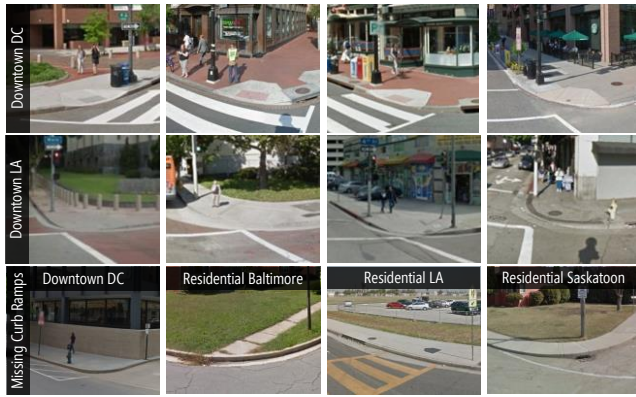 Downtown DC
Downtown LA
Missing Curb Ramps
Downtown DC
Residential Baltimore
Residential LA
Residential Saskatoon